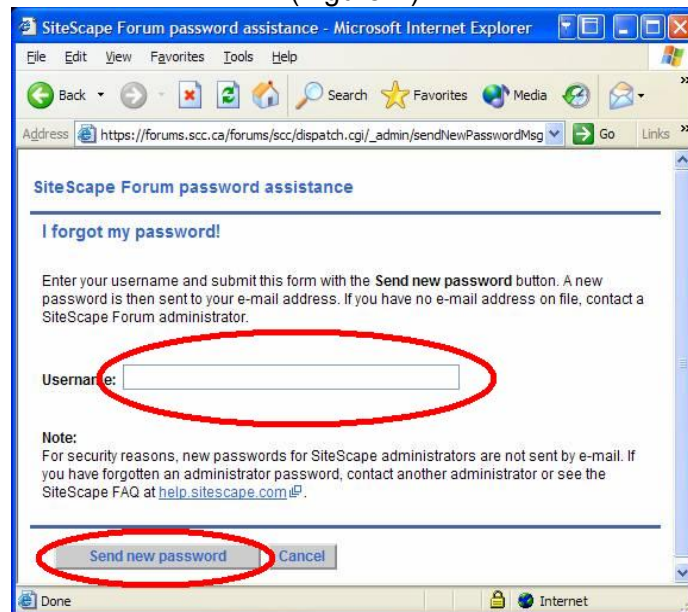 SiteScape Forum password assistance - Microsoft Internet Explorer
File Edit View Favorites Tools Help
Back Search Favorites Media
Address https://forums.scc.ca/forums/scc/dispatch.cgi/_admin/sendNewPasswordMsg Go Links
SiteScape Forum password assistance
I forgot my password!
Enter your username and submit this form with the Send new password button. A new
password is then sent to your e-mail address. If you have no e-mail address on file, contact a
SiteScape Forum administrator.
Username:
Note:
For security reasons, new passwords for SiteScape administrators are not sent by e-mail. If
you have forgotten an administrator password, contact another administrator or see the
SiteScape FAQ at help.sitescape.com.
Send new password Cancel
Done Internet